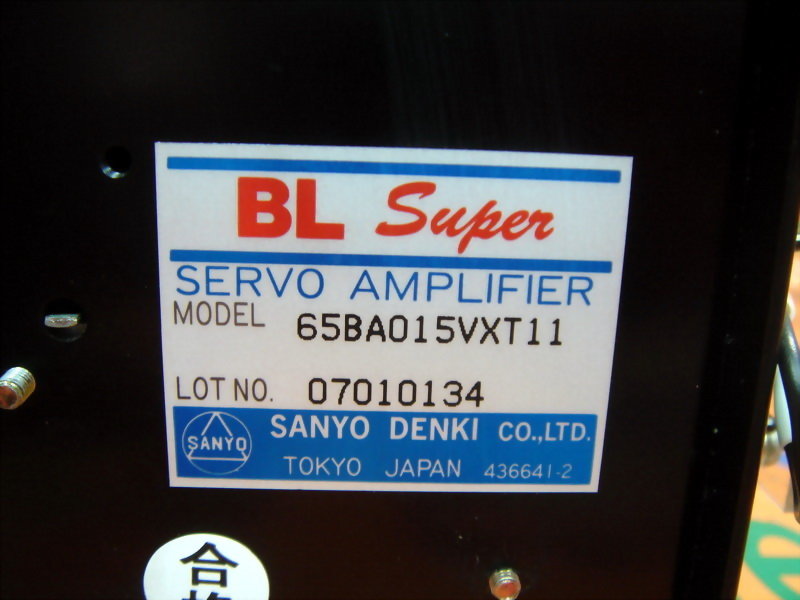 BL Super
SERVO AMPLIFIER
MODEL 65BA015VXT11
LOT NO. 07010134
SANYO
SANYO DENKI CO.,LTD.
TOKYO JAPAN 436641-2
合